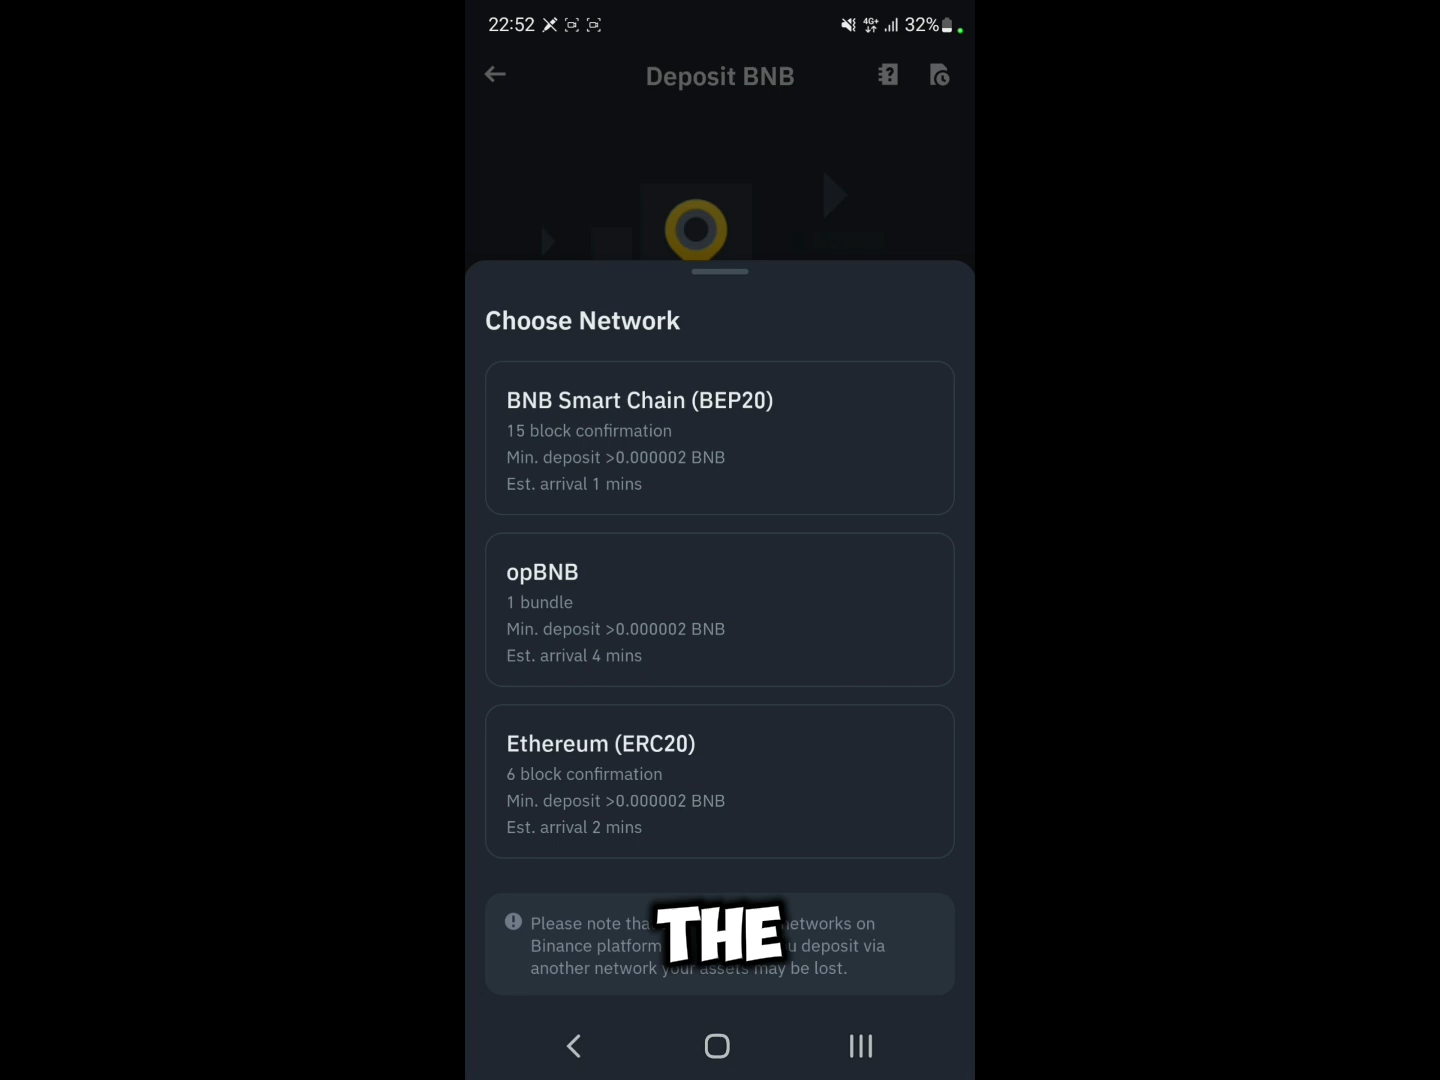 22:52 4G+ 32%
Deposit BNB
Choose Network
BNB Smart Chain (BEP20)
15 block confirmation
Min. deposit >0.000002 BNB
Est. arrival 1 mins
opBNB
1 bundle
Min. deposit >0.000002 BNB
Est. arrival 4 mins
Ethereum (ERC20)
6 block confirmation
Min. deposit >0.000002 BNB
Est. arrival 2 mins
Please note networks on
Binance platform deposit via
another network your assets may be lost.
THE